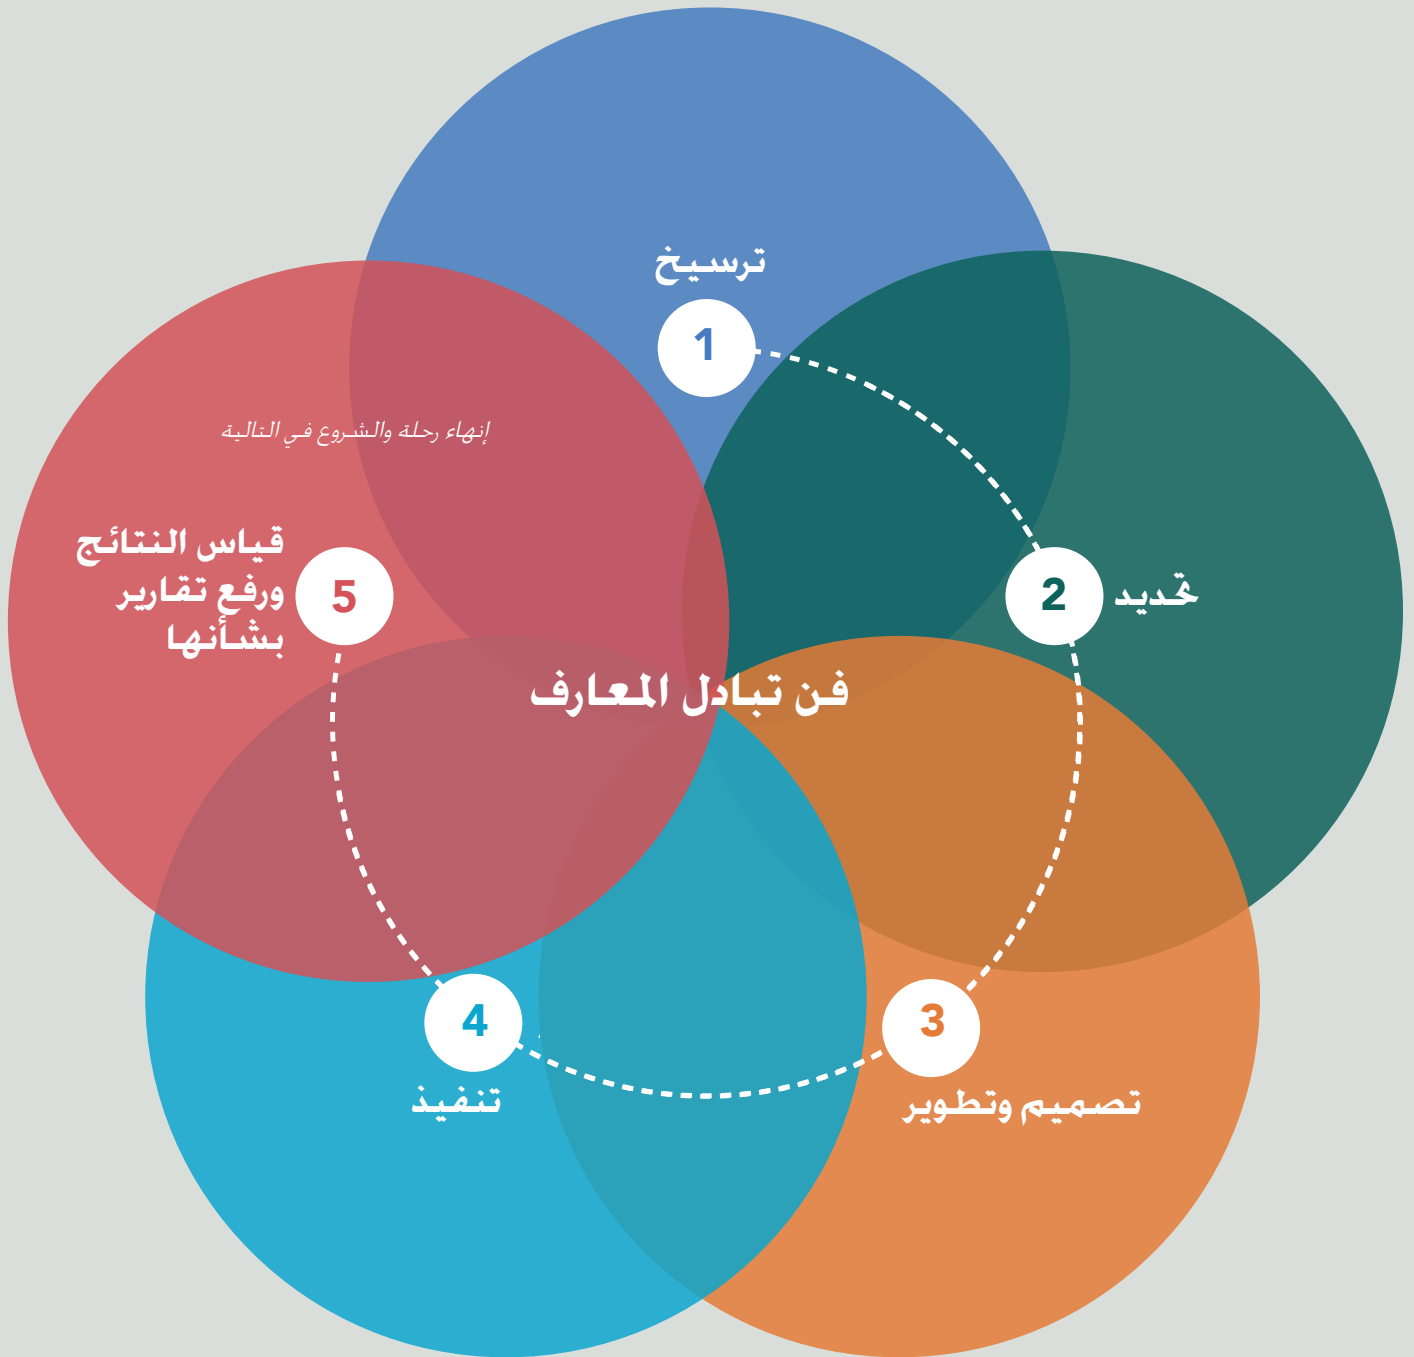 ترسيخ
1
2
تحديد
3
تصميم وتطوير
4
تنفيذ
5
قياس النتائج
ورفع تقارير
بشأنها
إنهاء رحلة والشروع في التالية
فن تبادل المعارف